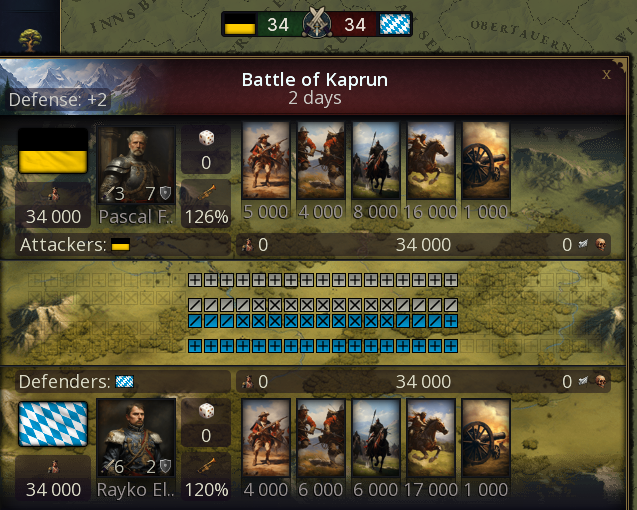 INNSB
34 34
OBERTAUERN
Battle of Kaprun
x
2 days
Defense: +2
0
3 7
34 000
Pascal F..
126%
5 000 4 000 8 000 16 000 1 000
Attackers:
0 34 000 0
Defenders:
0 34 000 0
0
6 2
34 000
Rayko El..
120%
4 000 6 000 6 000 17 000 1 000